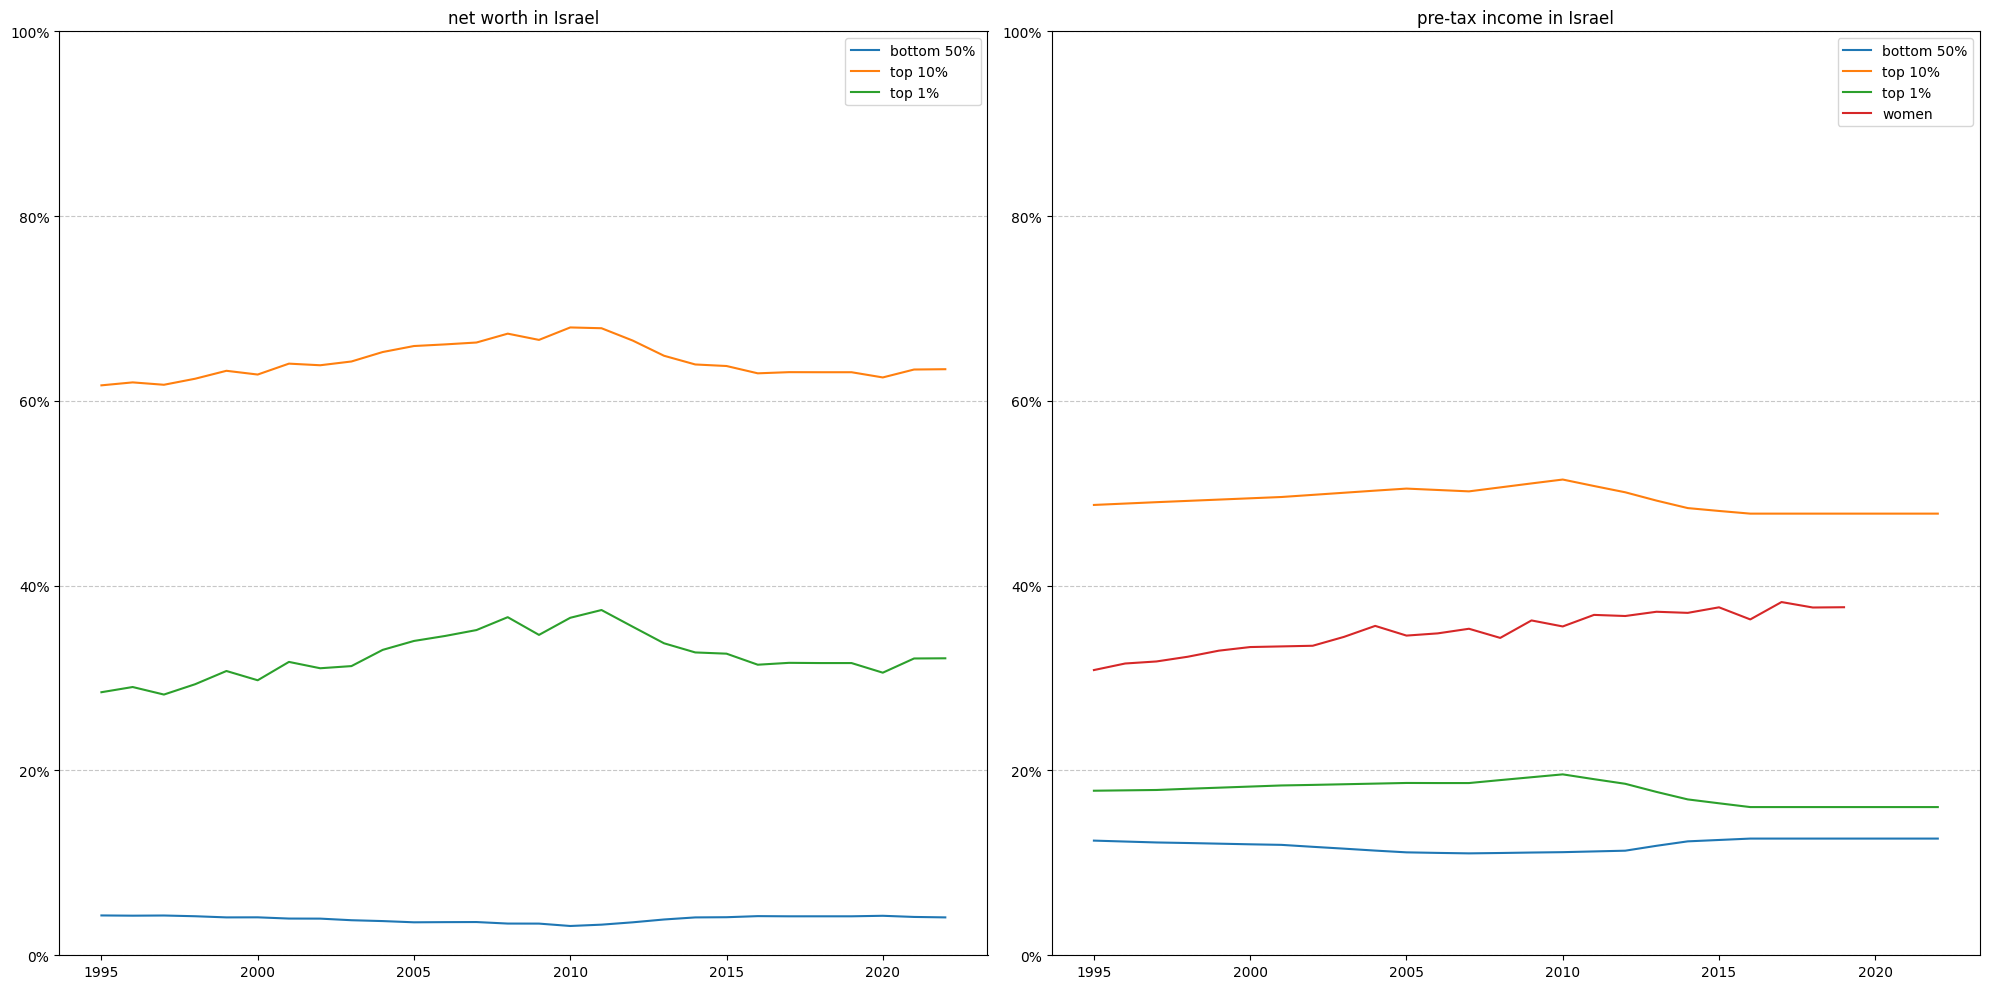 net worth in Israel
100%
80%
60%
40%
20%
0%
1995 2000 2005 2010 2015 2020
bottom 50%
top 10%
top 1%
pre-tax income in Israel
100%
80%
60%
40%
20%
0%
1995 2000 2005 2010 2015 2020
bottom 50%
top 10%
top 1%
women